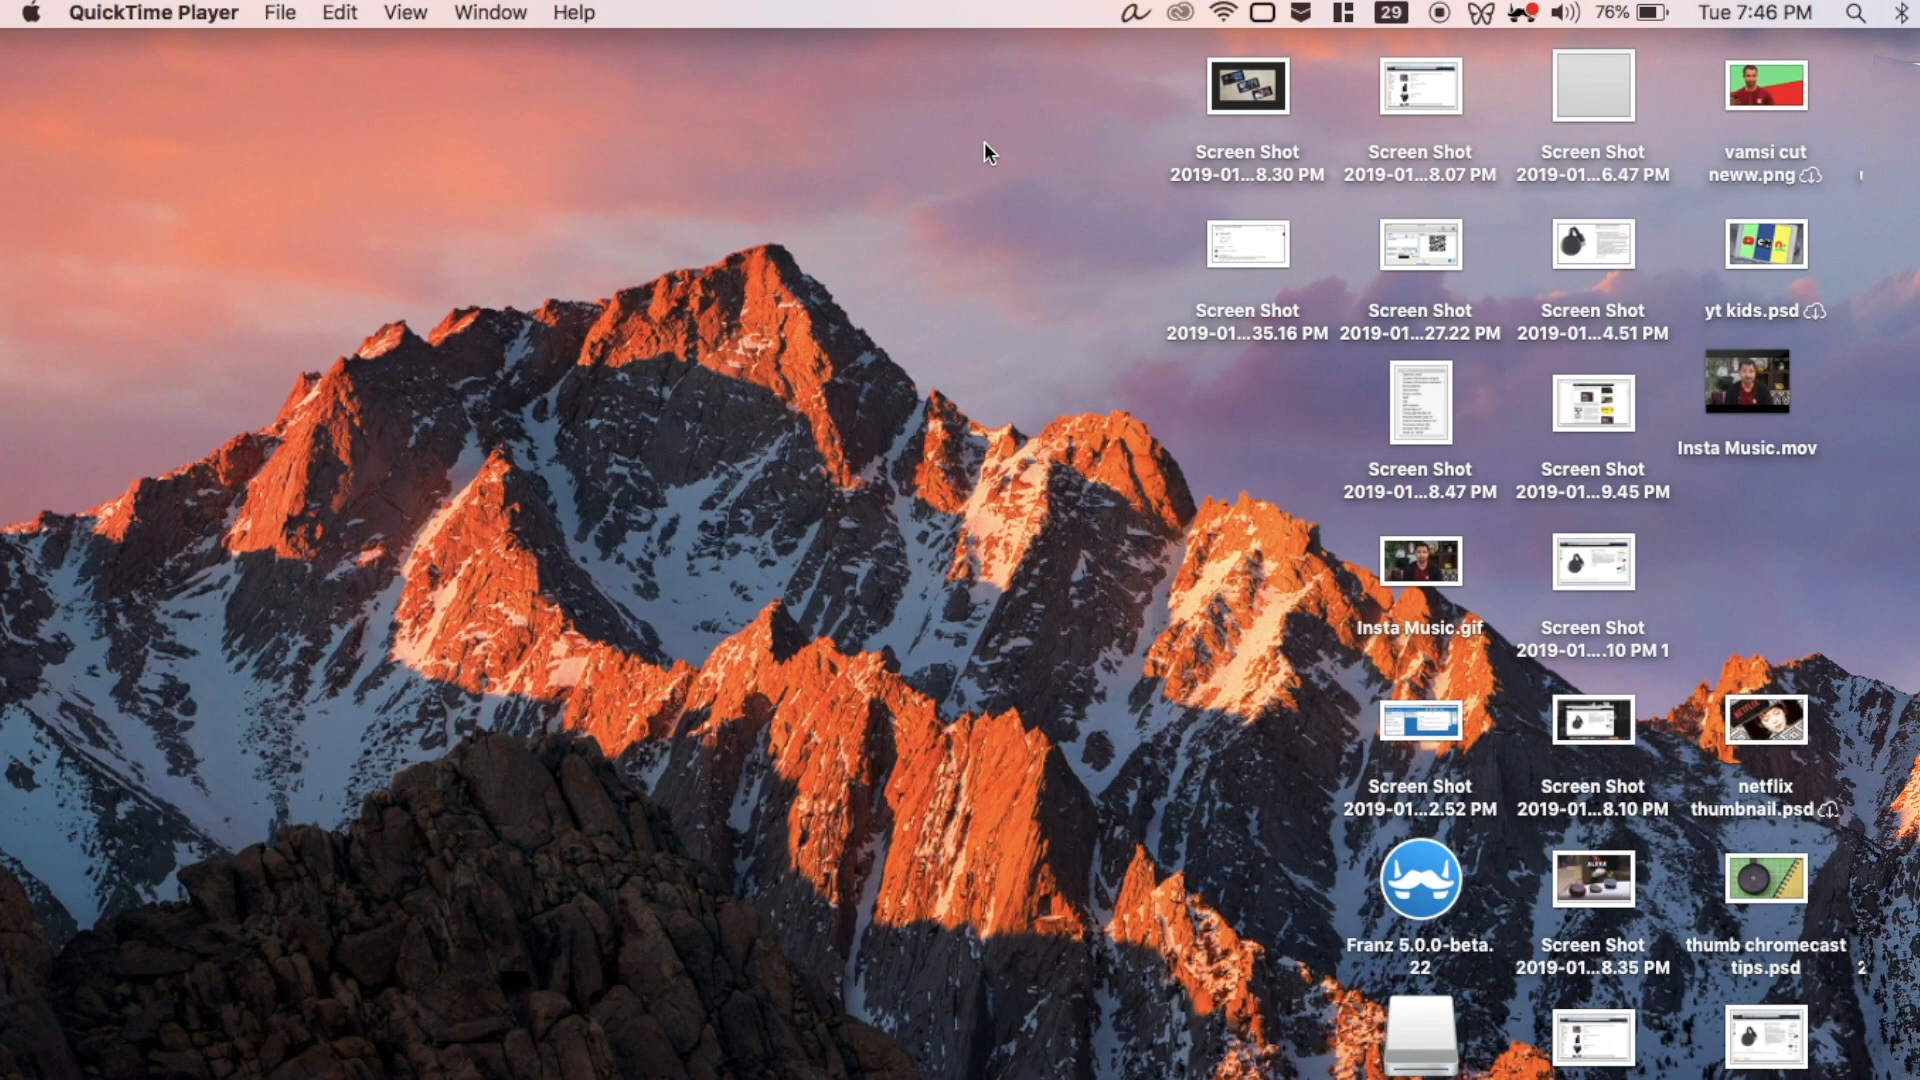 QuickTime Player File Edit View Window Help 29 76% Tue 7:46 PM
Screen Shot
2019-01...8.30 PM
Screen Shot
2019-01...8.07 PM
Screen Shot
2019-01...6.47 PM
vamsi cut
neww.png
Screen Shot
2019-01...35.16 PM
Screen Shot
2019-01...27.22 PM
Screen Shot
2019-01...4.51 PM
yt kids.psd
Screen Shot
2019-01...8.47 PM
Screen Shot
2019-01...9.45 PM
Insta Music.mov
Insta Music.gif
Screen Shot
2019-01....10 PM 1
Screen Shot
2019-01...2.52 PM
Screen Shot
2019-01...8.10 PM
NETFLIX
netflix
thumbnail.psd
Franz 5.0.0-beta.
22
ALEXA
Screen Shot
2019-01...8.35 PM
thumb chromecast
tips.psd
2